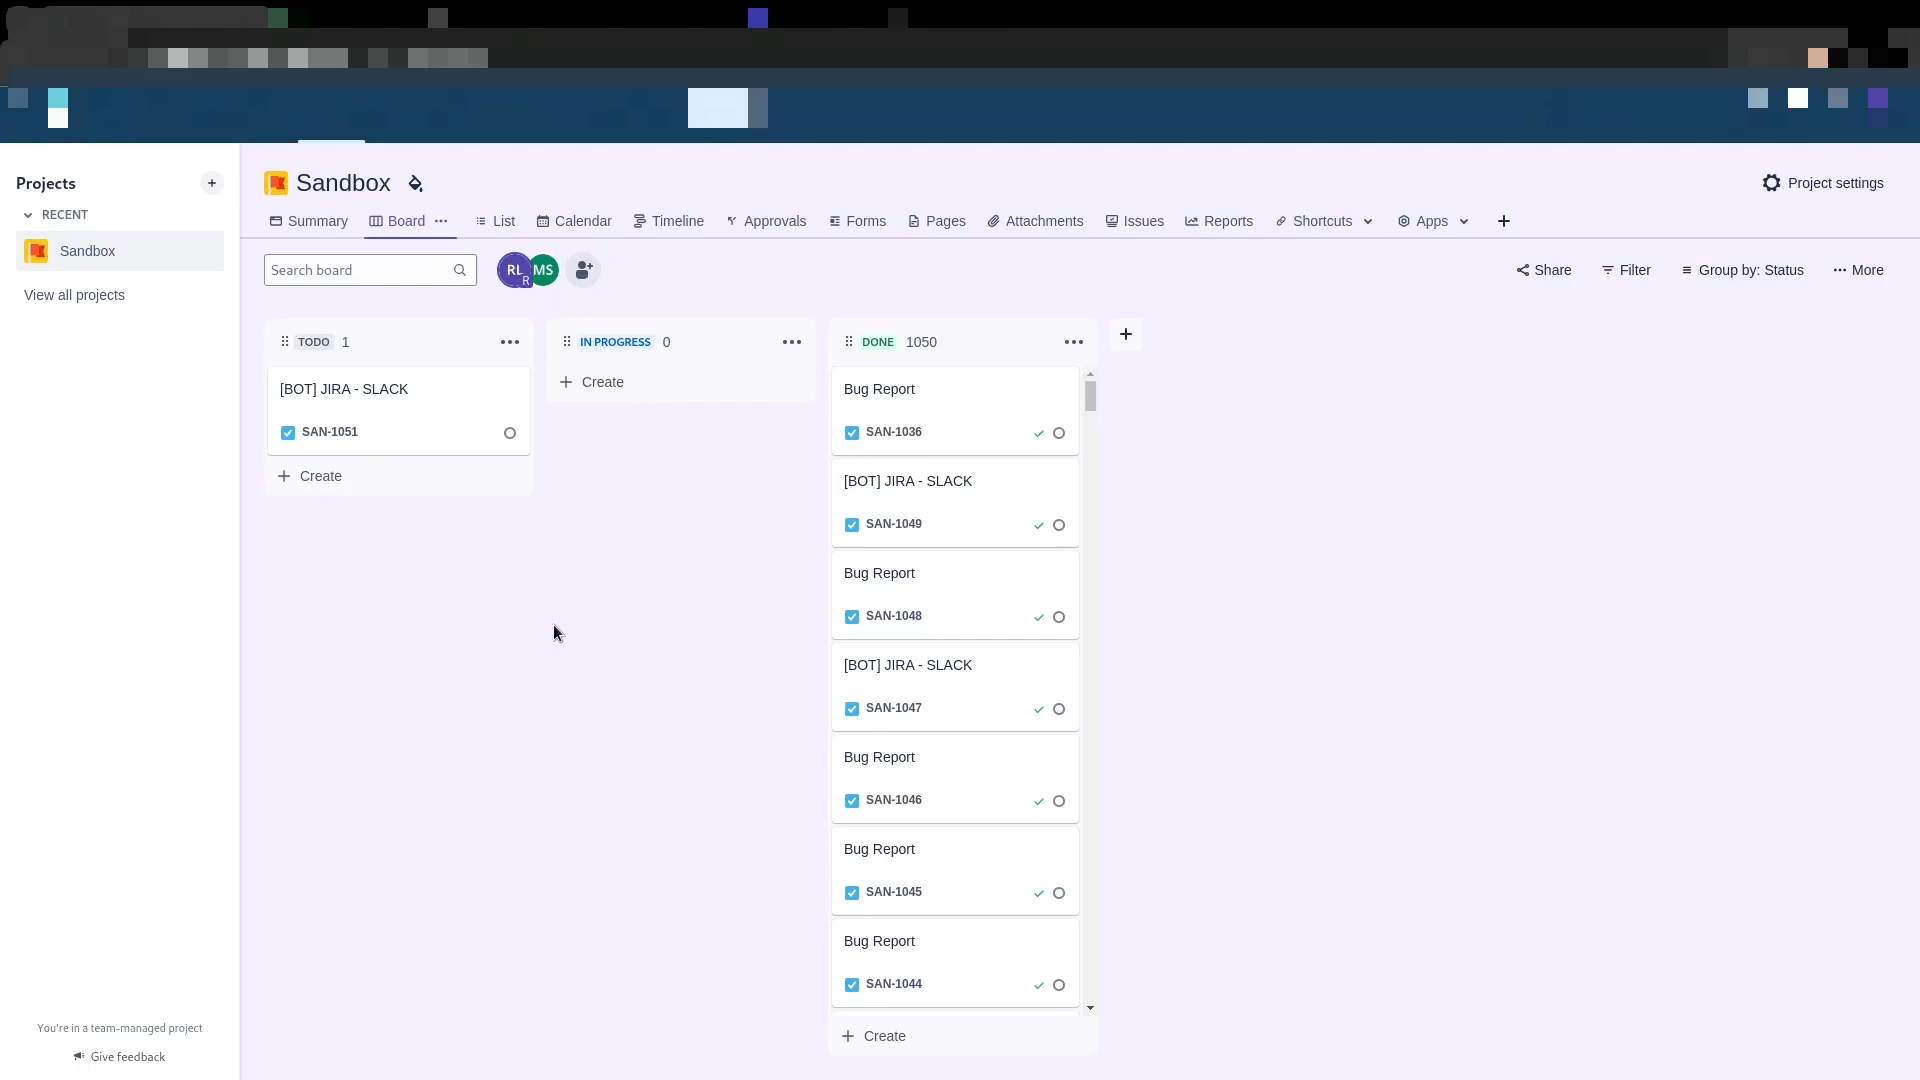 Projects
RECENT
Sandbox
View all projects
Sandbox
Project settings
Summary
Board
List
Calendar
Timeline
Approvals
Forms
Pages
Attachments
Issues
Reports
Shortcuts
Apps
Search board
RL
R
MS
Share
Filter
Group by: Status
More
TODO 1
[BOT] JIRA - SLACK
SAN-1051
Create
IN PROGRESS 0
Create
DONE 1050
Bug Report
SAN-1036
[BOT] JIRA - SLACK
SAN-1049
Bug Report
SAN-1048
[BOT] JIRA - SLACK
SAN-1047
Bug Report
SAN-1046
Bug Report
SAN-1045
Bug Report
SAN-1044
Create
You're in a team-managed project
Give feedback